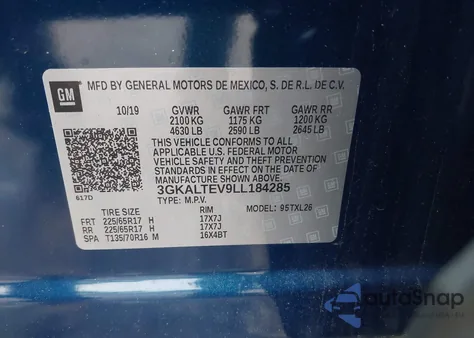 GM
MFD BY GENERAL MOTORS DE MEXICO, S. DE R.L. DE C.V.
10/19 GVWR GAWR FRT GAWR RR
2100 KG 1175 KG 1200 KG
4630 LB 2590 LB 2645 LB
THIS VEHICLE CONFORMS TO ALL
APPLICABLE U.S. FEDERAL MOTOR
VEHICLE SAFETY AND THEFT PREVENTION
STANDARDS IN EFFECT ON THE DATE OF
MANUFACTURE SHOWN ABOVE.
3GKALTEV9LL184285
617D TYPE: M.P.V. MODEL: 95TXL26
TIRE SIZE RIM
FRT 225/65R17 H 17X7J
RR 225/65R17 H 17X7J
SPA T135/70R16 M 16X4BT
autoSnap